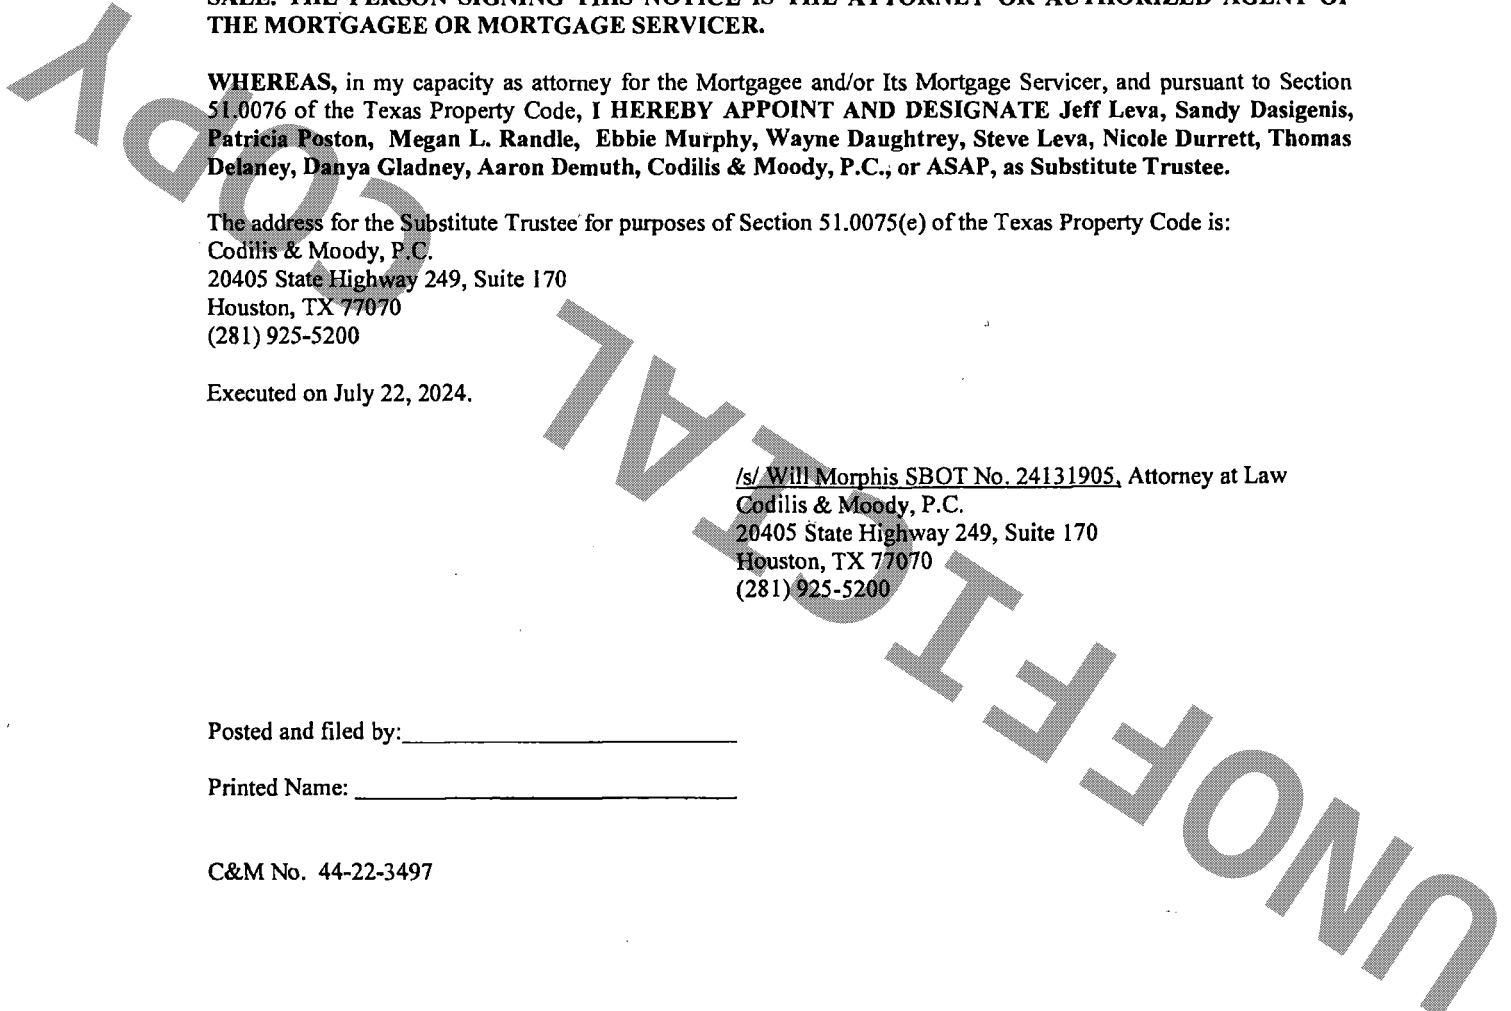 SALE. THE PERSON SIGNING THIS NOTICE IS THE ATTORNEY OR AUTHORIZED AGENT OF
THE MORTGAGEE OR MORTGAGE SERVICER.
WHEREAS, in my capacity as attorney for the Mortgagee and/or Its Mortgage Servicer, and pursuant to Section
51.0076 of the Texas Property Code, I HEREBY APPOINT AND DESIGNATE Jeff Leva, Sandy Dasigenis,
Patricia Poston, Megan L. Randle, Ebbie Murphy, Wayne Daughtrey, Steve Leva, Nicole Durrett, Thomas
Delaney, Danya Gladney, Aaron Demuth, Codilis & Moody, P.C., or ASAP, as Substitute Trustee.
The address for the Substitute Trustee for purposes of Section 51.0075(e) of the Texas Property Code is:
Codilis & Moody, P.C.
20405 State Highway 249, Suite 170
Houston, TX 77070
(281) 925-5200
Executed on July 22, 2024.
/s/ Will Morphis SBOT No. 24131905, Attorney at Law
Codilis & Moody, P.C.
20405 State Highway 249, Suite 170
Houston, TX 77070
(281) 925-5200
Posted and filed by:
Printed Name:
C&M No. 44-22-3497
UNOFFICIAL COPY